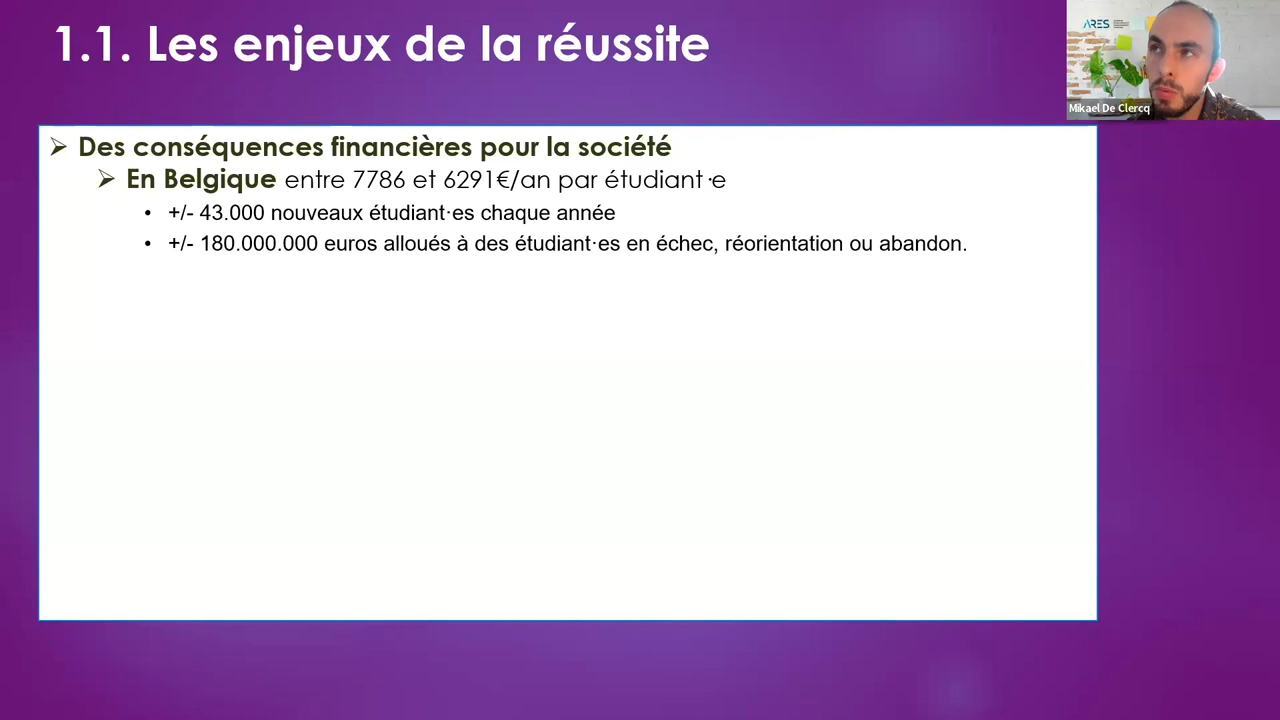 1.1. Les enjeux de la réussite
ARES
Mikael De Clercq
➢ Des conséquences financières pour la société
➢ En Belgique entre 7786 et 6291€/an par étudiant·e
• +/- 43.000 nouveaux étudiant·es chaque année
• +/- 180.000.000 euros alloués à des étudiant·es en échec, réorientation ou abandon.